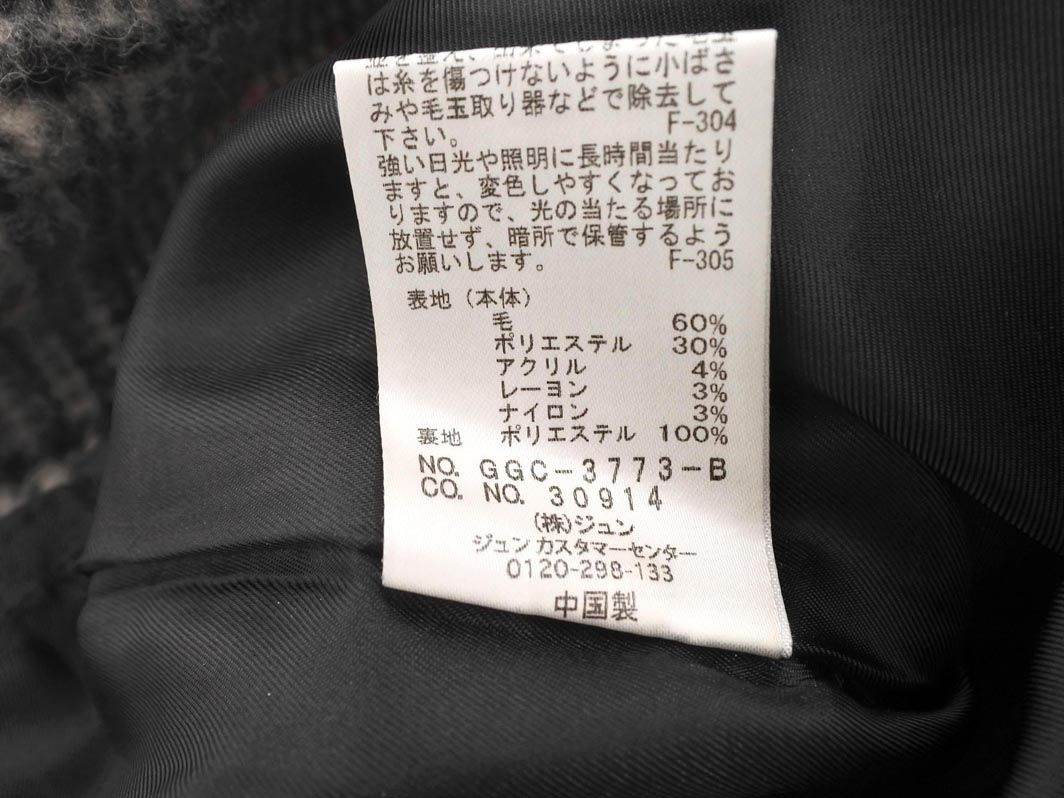 は糸を傷つけないように小ばさ
みや毛玉取り器などで除去して
下さい。 F-304
強い日光や照明に長時間当たり
ますと、変色しやすくなってお
りますので、光の当たる場所に
放置せず、暗所で保管するよう
お願いします。 F-305
表地(本体)
毛 60%
ポリエステル 30%
アクリル 4%
レーヨン 3%
ナイロン 3%
裏地 ポリエステル 100%
NO. GGC-3773-B
CO. NO. 30914
(株)ジュン
ジュン カスタマーセンター
0120-298-133
中国製